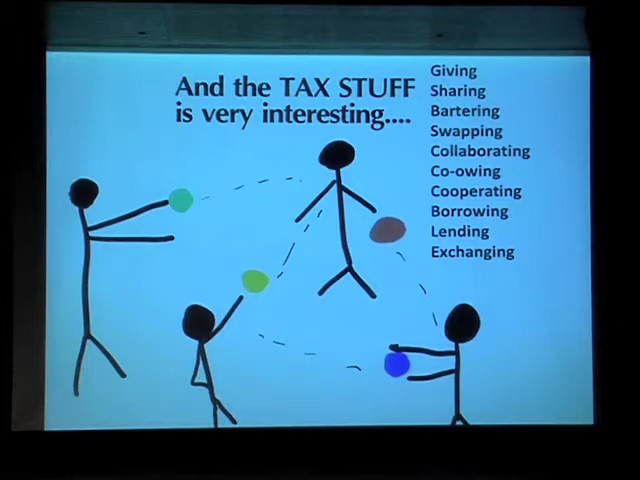 And the TAX STUFF
is very interesting....
Giving
Sharing
Bartering
Swapping
Collaborating
Co-owing
Cooperating
Borrowing
Lending
Exchanging